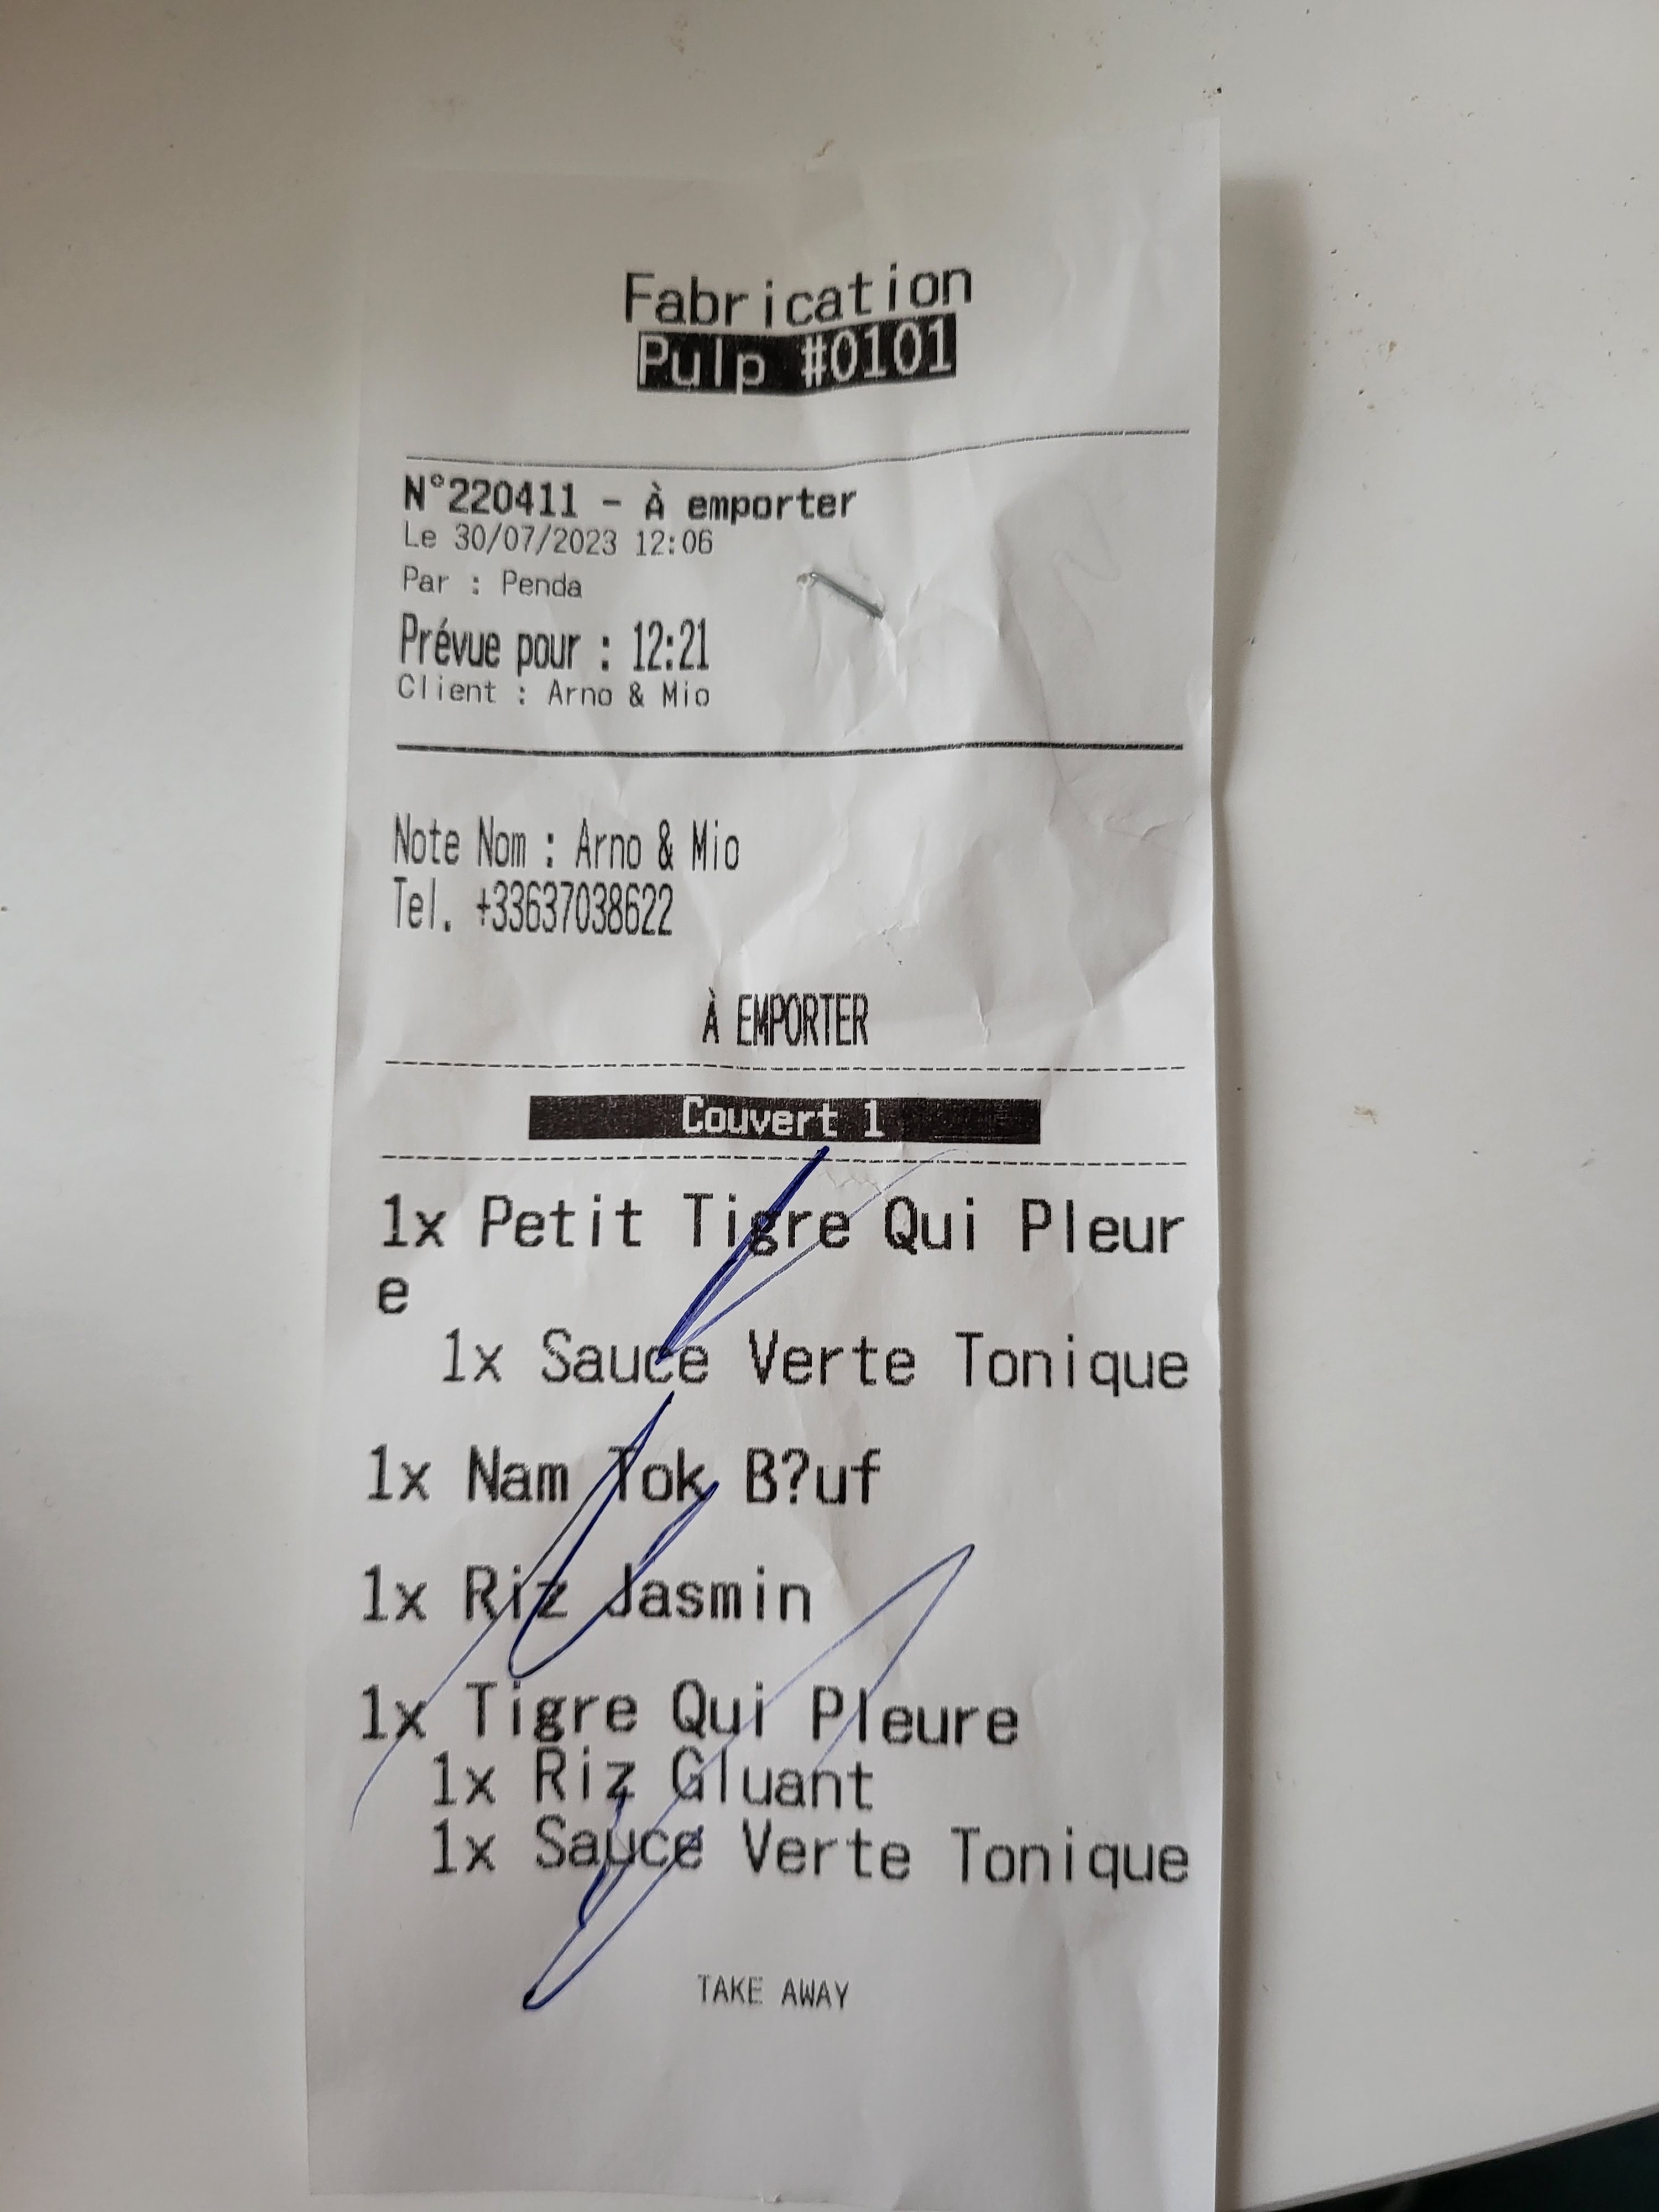 Fabrication
Pulp #0101
N°220411 - À emporter
Le 30/07/2023 12:06
Par : Penda
Prévue pour : 12:21
Client : Arno & Mio
Note Nom : Arno & Mio
Tel. +33637038622
À EMPORTER
Couvert 1
1x Petit Tigre Qui Pleur
e
1x Sauce Verte Tonique
1x Nam Tok B?uf
1x Riz Jasmin
1x Tigre Qui Pleure
1x Riz Gluant
1x Sauce Verte Tonique
TAKE AWAY